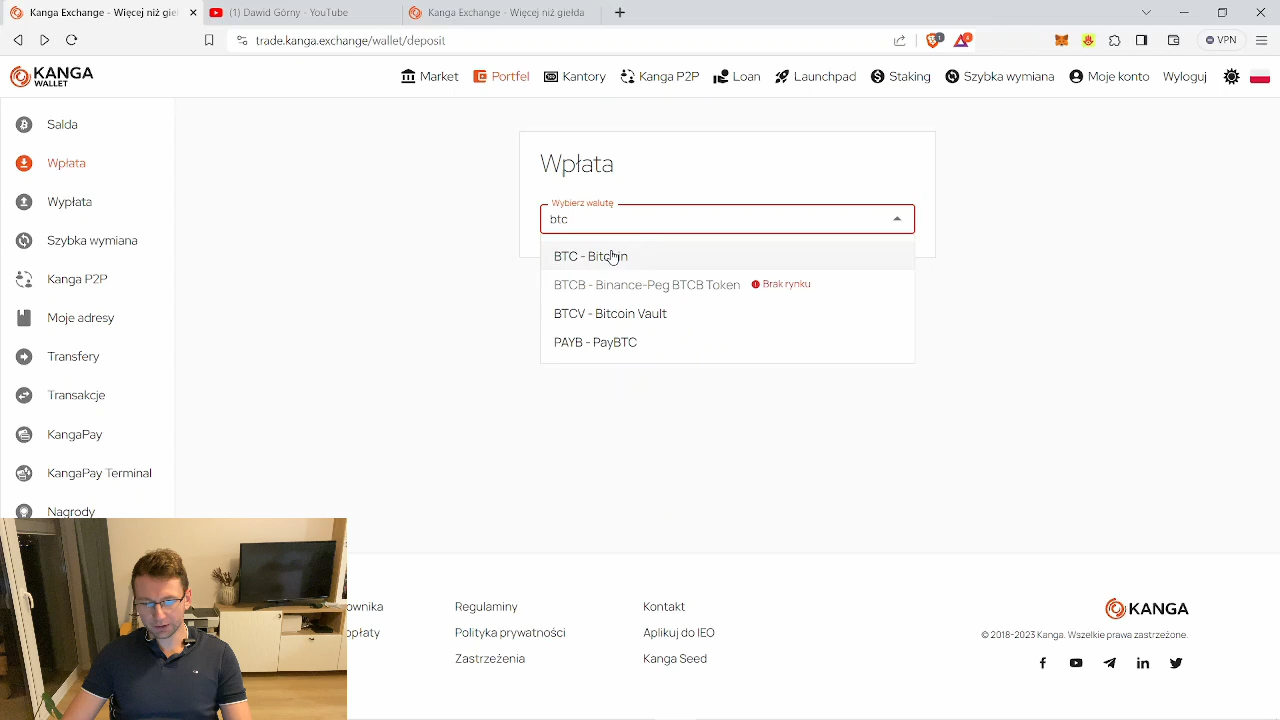 Kanga Exchange - Więcej niż gieł
(1) Dawid Górny - YouTube
Kanga Exchange - Więcej niż giełda
trade.kanga.exchange/wallet/deposit
1
4
VPN
KANGA
WALLET
Market
Portfel
Kantory
Kanga P2P
Loan
Launchpad
Staking
Szybka wymiana
Moje konto
Wyloguj
Salda
Wpłata
Wypłata
Szybka wymiana
Kanga P2P
Moje adresy
Transfery
Transakcje
KangaPay
KangaPay Terminal
Nagrody
Wpłata
Wybierz walutę
btc
BTC - Bitcoin
BTCB - Binance-Peg BTCB Token
Brak rynku
BTCV - Bitcoin Vault
PAYB - PayBTC
ownika
opłaty
Regulaminy
Polityka prywatności
Zastrzeżenia
Kontakt
Aplikuj do IEO
Kanga Seed
KANGA
© 2018-2023 Kanga. Wszelkie prawa zastrzeżone.